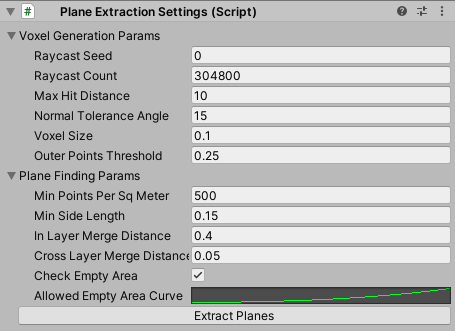 Plane Extraction Settings (Script)
Voxel Generation Params
Raycast Seed 0
Raycast Count 304800
Max Hit Distance 10
Normal Tolerance Angle 15
Voxel Size 0.1
Outer Points Threshold 0.25
Plane Finding Params
Min Points Per Sq Meter 500
Min Side Length 0.15
In Layer Merge Distance 0.4
Cross Layer Merge Distance 0.05
Check Empty Area
Allowed Empty Area Curve
Extract Planes